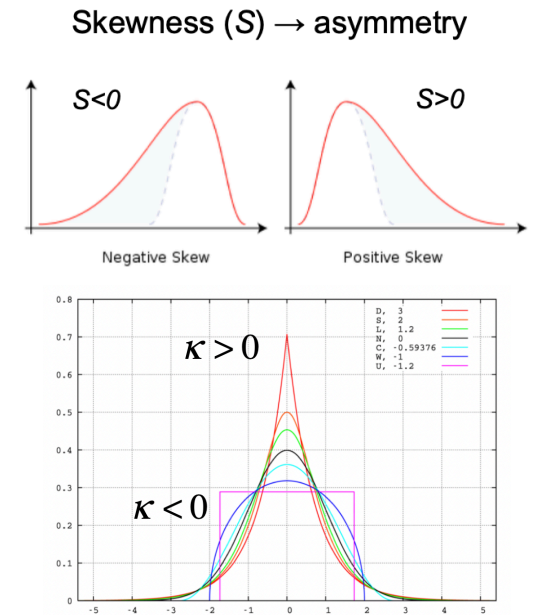 Skewness (S) → asymmetry
S<0
S>0
Negative Skew
Positive Skew
0.8
0.7
0.6
0.5
0.4
0.3
0.2
0.1
0
κ > 0
κ < 0
D, 3
S, 2
L, 1.2
N, 0
C, -0.59376
W, -1
U, -1.2
-5 -4 -3 -2 -1 0 1 2 3 4 5